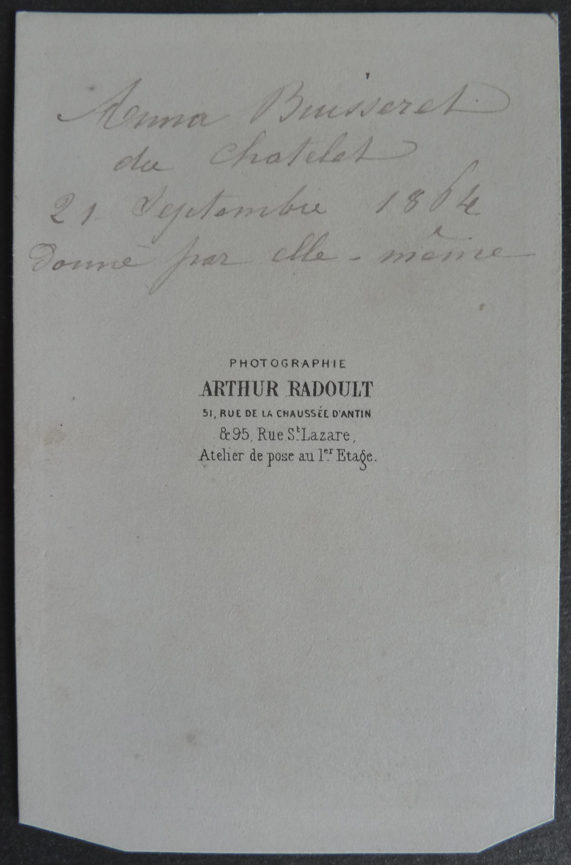 Anna Buisseret
du Chatelet
21 Septembre 1864
Donné par elle-même
PHOTOGRAPHIE
ARTHUR RADOULT
51, RUE DE LA CHAUSSÉE D'ANTIN
& 95, Rue St. Lazare,
Atelier de pose au 1er Etage.